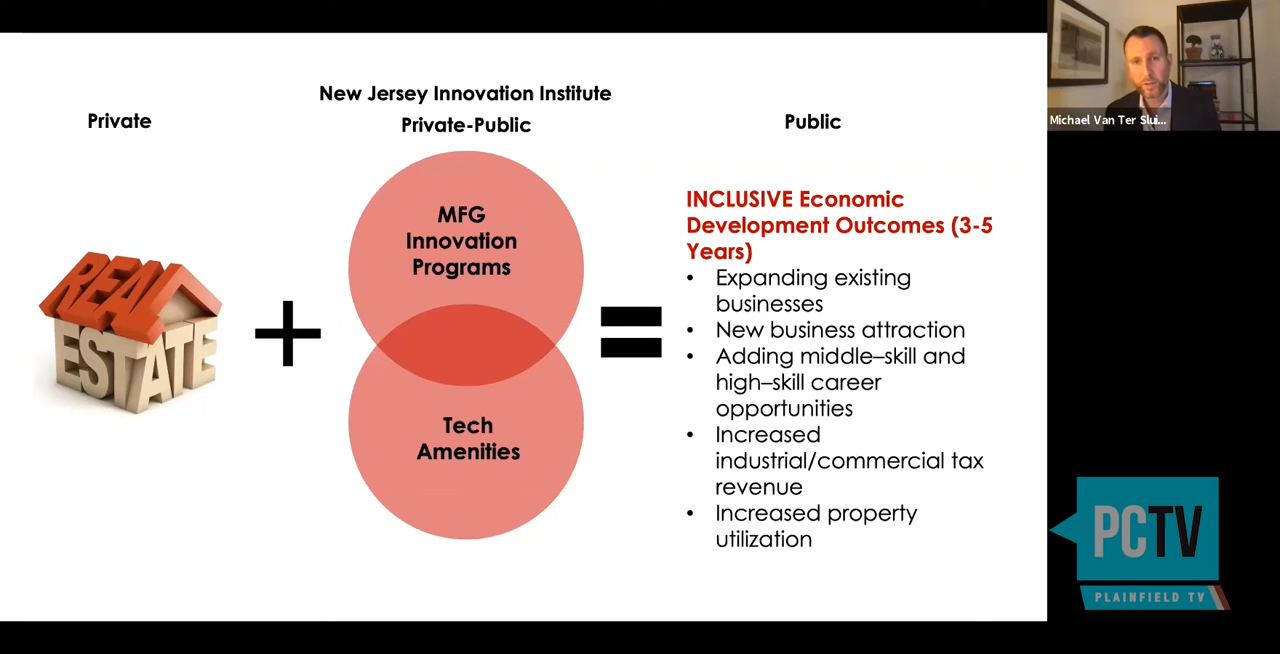 New Jersey Innovation Institute
Private
Private-Public
Public
REAL
ESTATE
MFG
Innovation
Programs
Tech
Amenities
INCLUSIVE Economic
Development Outcomes (3-5
Years)
• Expanding existing
businesses
• New business attraction
• Adding middle–skill and
high–skill career
opportunities
• Increased
industrial/commercial tax
revenue
• Increased property
utilization
Michael Van Ter Slui...
PCTV
PLAINFIELD TV